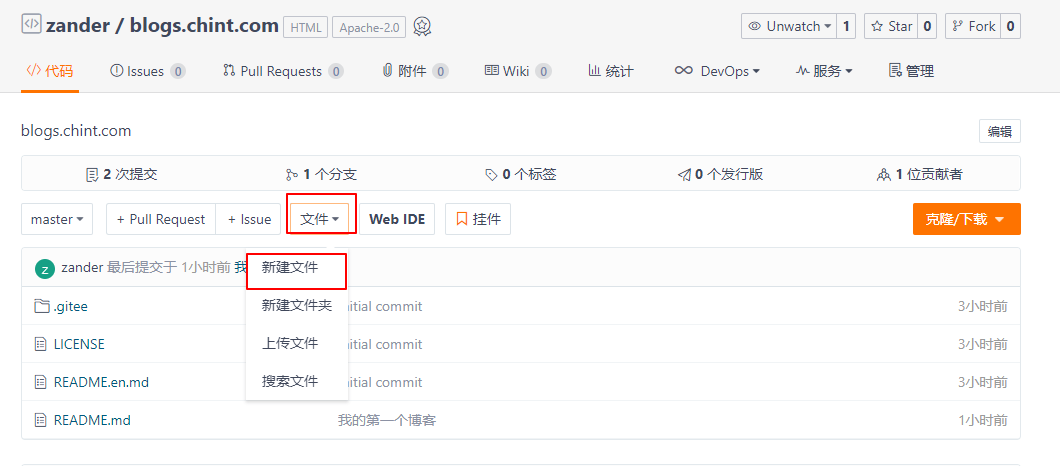 zander / blogs.chint.com HTML Apache-2.0 Unwatch 1 Star 0 Fork 0
代码 Issues 0 Pull Requests 0 附件 0 Wiki 0 统计 DevOps 服务 管理
blogs.chint.com 编辑
2 次提交 1 个分支 0 个标签 0 个发行版 1 位贡献者
master + Pull Request + Issue 文件 Web IDE 挂件 克隆/下载
z zander 最后提交于 1小时前 我 新建文件
.gitee 新建文件夹 nitial commit 3小时前
LICENSE 上传文件 nitial commit 3小时前
README.en.md 搜索文件 nitial commit 3小时前
README.md 我的第一个博客 1小时前